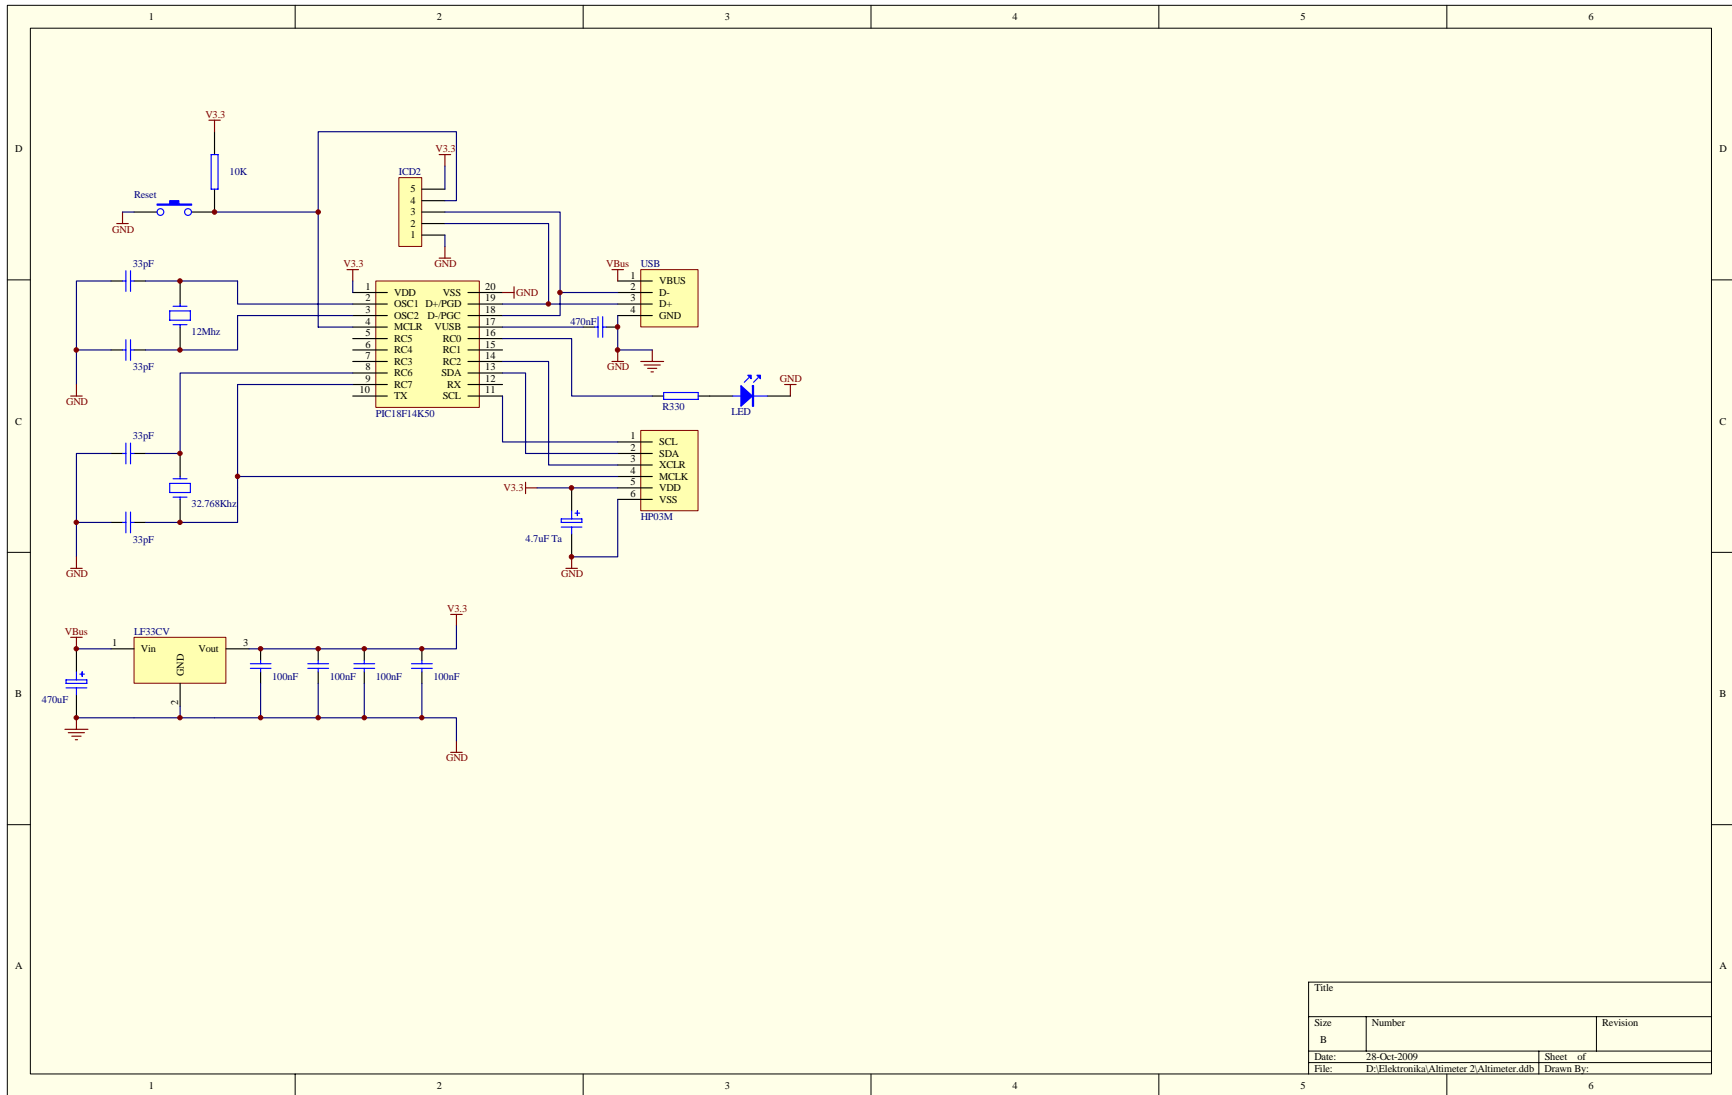 1 2 3 4 5 6
D D
V3.3
10K
Reset
GND
V3.3
ICD2
5
4
3
2
1
GND
33pF
12Mhz
33pF
GND
V3.3
1 VDD VSS 20 GND
2 OSC1 D+/PGD 19
3 OSC2 D-/PGC 18
4 MCLR VUSB 17
5 RC5 RC0 16
6 RC4 RC1 15
7 RC3 RC2 14
8 RC6 SDA 13
9 RC7 RX 12
10 TX SCL 11
PIC18F14K50
VBus USB
1 VBUS
2 D-
3 D+
4 GND
470nF
GND
R330
LED
GND
C C
33pF
32.768Khz
33pF
GND
1 SCL
2 SDA
3 XCLR
4 MCLK
V3.3 5 VDD
6 VSS
HP03M
+
4.7uF Ta
GND
V3.3
VBus
LF33CV
1 Vin Vout 3
GND
2
+
470uF
100nF 100nF 100nF 100nF
GND
B B
A A
Title
Size Number Revision
B
Date: 28-Oct-2009 Sheet of
File: D:\Elektronika\Altimeter 2\Altimeter.ddb Drawn By:
1 2 3 4 5 6